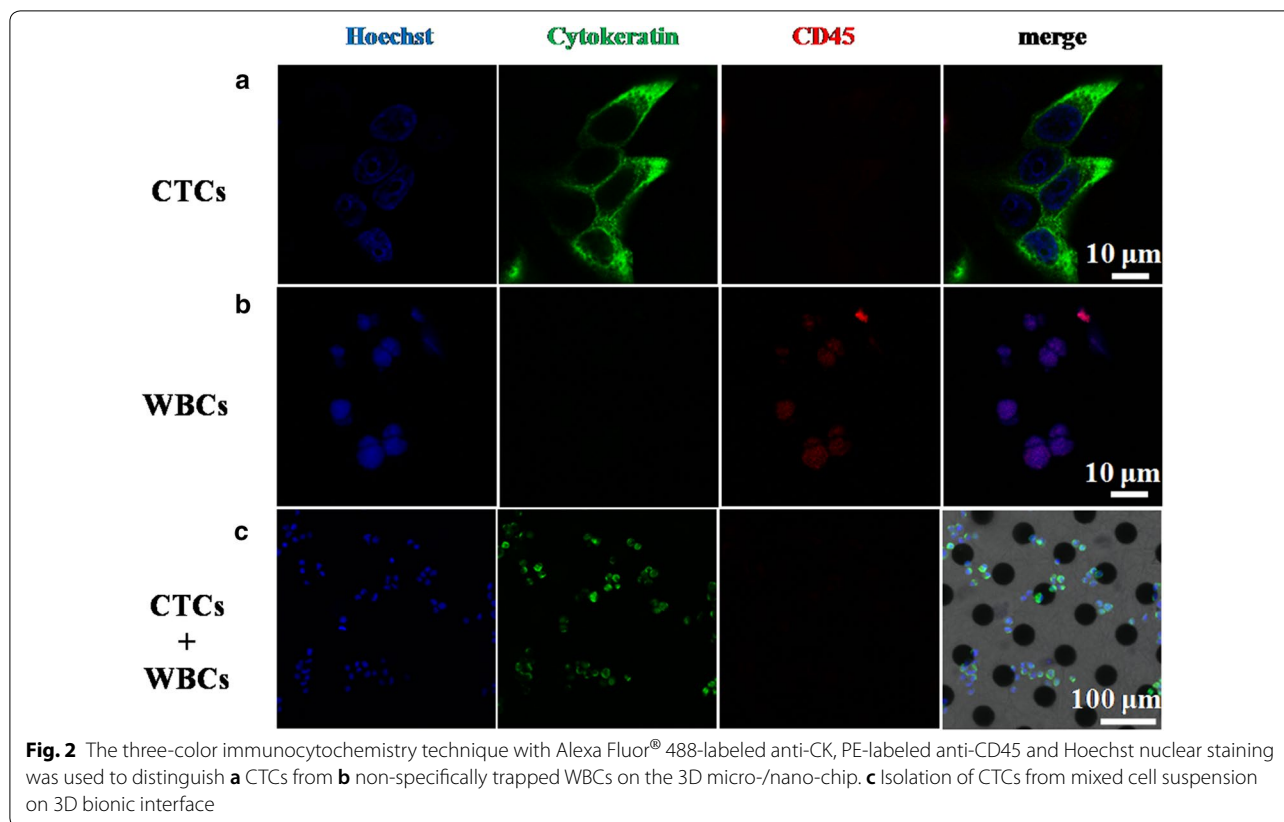 Hoechst Cytokeratin CD45 merge
a
CTCs
10 µm
b
WBCs
10 µm
c
CTCs
+
WBCs
100 µm
Fig. 2 The three-color immunocytochemistry technique with Alexa Fluor® 488-labeled anti-CK, PE-labeled anti-CD45 and Hoechst nuclear staining
was used to distinguish a CTCs from b non-specifically trapped WBCs on the 3D micro-/nano-chip. c Isolation of CTCs from mixed cell suspension
on 3D bionic interface